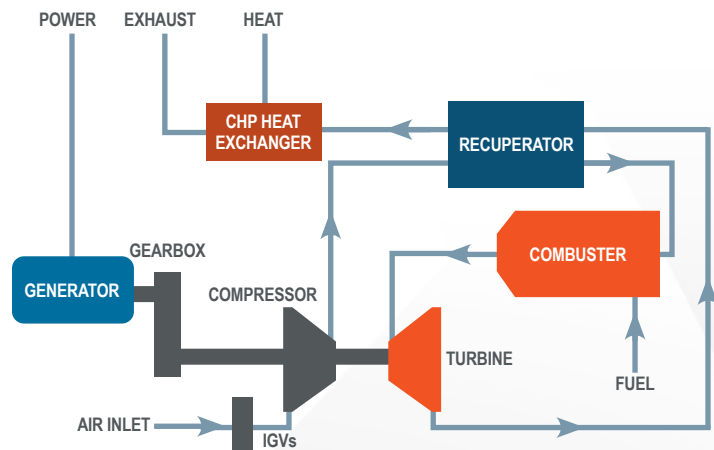 POWER
EXHAUST
HEAT
CHP HEAT
EXCHANGER
RECUPERATOR
GEARBOX
COMBUSTER
GENERATOR
COMPRESSOR
TURBINE
FUEL
AIR INLET
IGVs